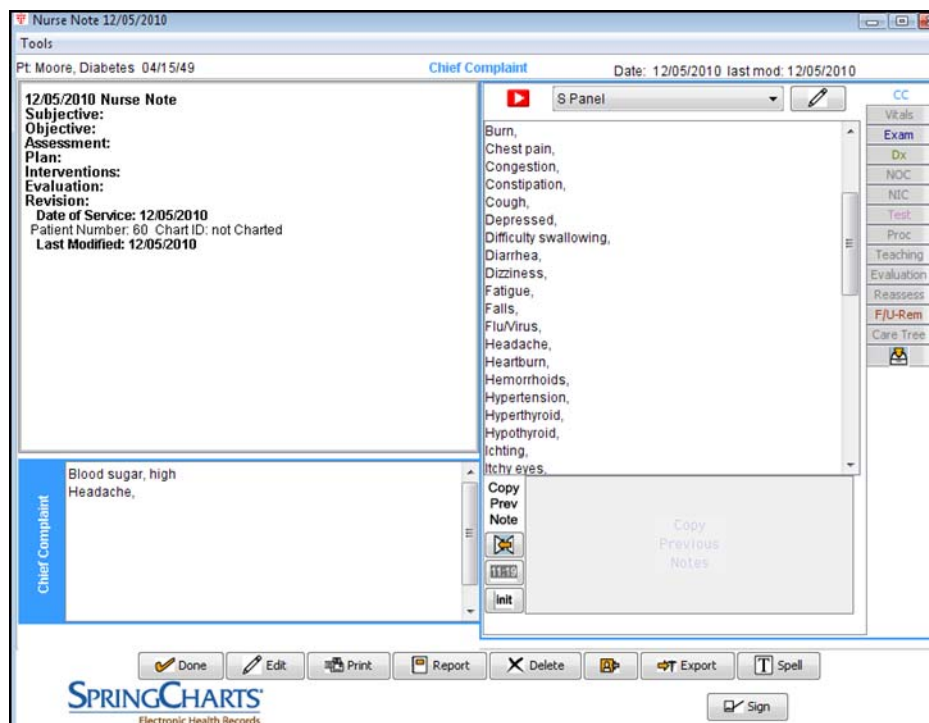 Nurse Note 12/05/2010
Tools
Pt: Moore, Diabetes 04/15/49
Chief Complaint
Date: 12/05/2010 last mod: 12/05/2010
12/05/2010 Nurse Note
Subjective:
Objective:
Assessment:
Plan:
Interventions:
Evaluation:
Revision:
Date of Service: 12/05/2010
Patient Number: 60 Chart ID: not Charted
Last Modified: 12/05/2010
S Panel
Burn,
Chest pain,
Congestion,
Constipation,
Cough,
Depressed,
Difficulty swallowing,
Diarrhea,
Dizziness,
Fatigue,
Falls,
Flu/Virus,
Headache,
Heartburn,
Hemorrhoids,
Hypertension,
Hyperthyroid,
Hypothyroid,
Ichting,
Itchy eyes,
CC
Vitals
Exam
Dx
NOC
NIC
Test
Proc
Teaching
Evaluation
Reassess
F/U-Rem
Care Tree
Chief Complaint
Blood sugar, high
Headache,
Copy
Prev
Note
11:19
init
Copy
Previous
Notes
Done
Edit
Print
Report
Delete
Export
Spell
SPRINGCHARTS
Electronic Health Records
Sign